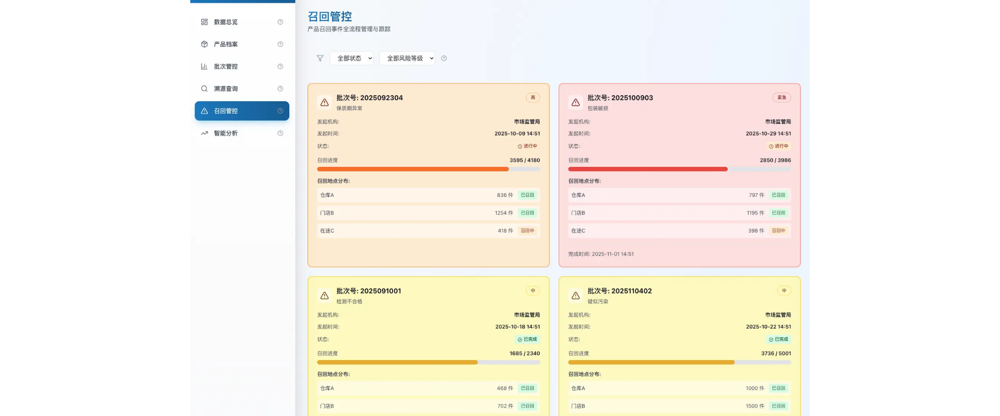 数据总览
产品档案
批次管控
溯源查询
召回管控
智能分析
召回管控
产品召回事件全流程管理与跟踪
全部状态
全部风险等级
批次号: 2025092304
高
保质期异常
发起机构: 市场监管局
发起时间: 2025-10-09 14:51
状态: 进行中
召回进度 3595 / 4180
召回地点分布:
仓库A 836 件 已召回
门店B 1254 件 已召回
在途C 418 件 召回中
批次号: 2025100903
紧急
包装破损
发起机构: 市场监管局
发起时间: 2025-10-29 14:51
状态: 进行中
召回进度 2850 / 3986
召回地点分布:
仓库A 797 件 已召回
门店B 1195 件 已召回
在途C 398 件 召回中
完成时间: 2025-11-01 14:51
批次号: 2025091001
中
检测不合格
发起机构: 市场监管局
发起时间: 2025-10-18 14:51
状态: 已完成
召回进度 1685 / 2340
召回地点分布:
仓库A 468 件 已召回
门店B 702 件 已召回
批次号: 2025110402
中
疑似污染
发起机构: 市场监管局
发起时间: 2025-10-22 14:51
状态: 已完成
召回进度 3736 / 5001
召回地点分布:
仓库A 1000 件 已召回
门店B 1500 件 已召回